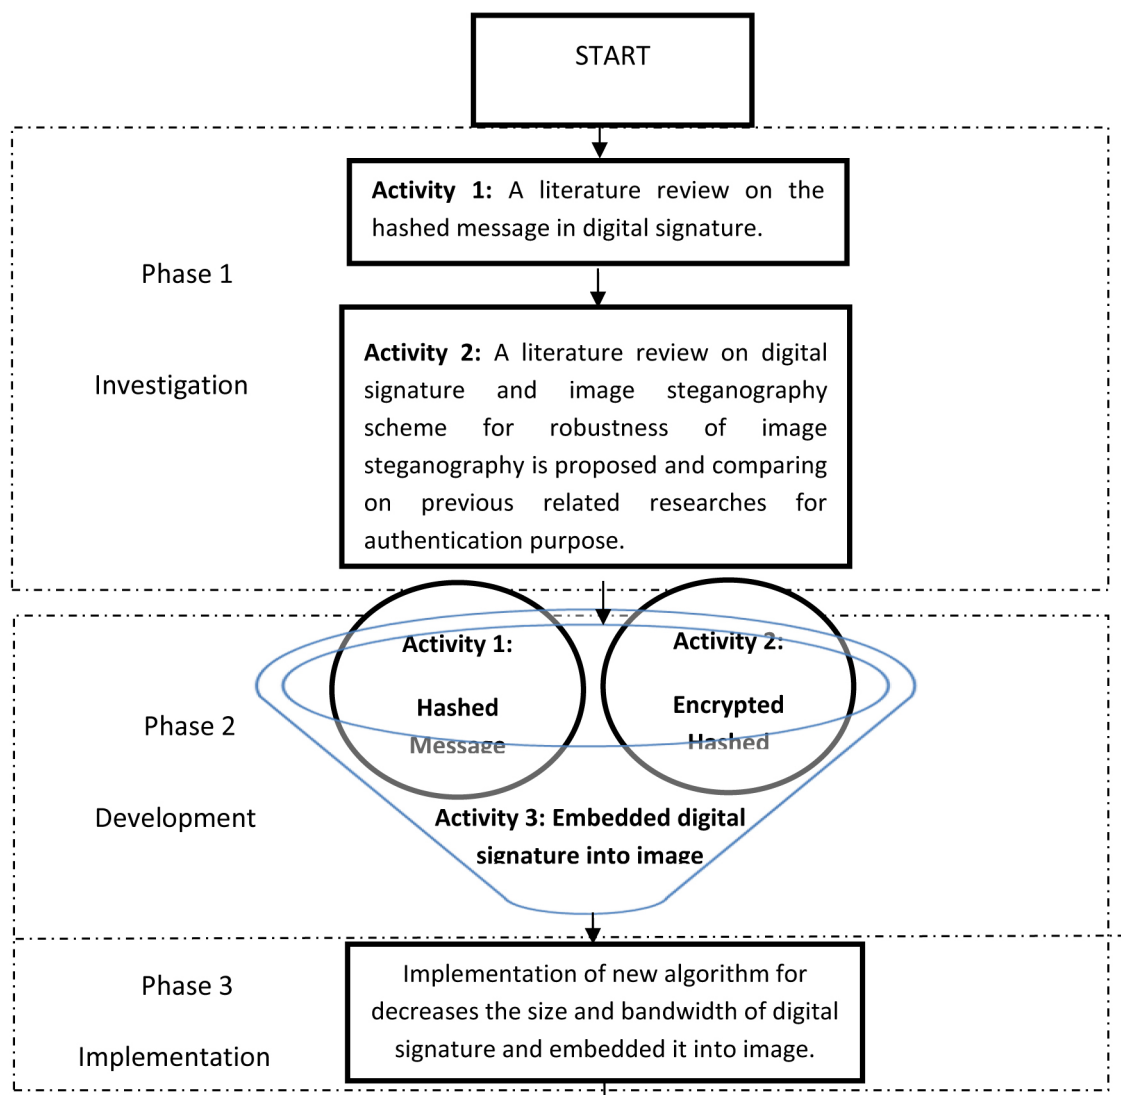 START
Activity 1: A literature review on the
hashed message in digital signature.
Phase 1
Investigation
Activity 2: A literature review on digital
signature and image steganography
scheme for robustness of image
steganography is proposed and comparing
on previous related researches for
authentication purpose.
Activity 1:
Hashed
Message
Activity 2:
Encrypted
Hashed
Phase 2
Development
Activity 3: Embedded digital
signature into image
Phase 3
Implementation
Implementation of new algorithm for
decreases the size and bandwidth of digital
signature and embedded it into image.